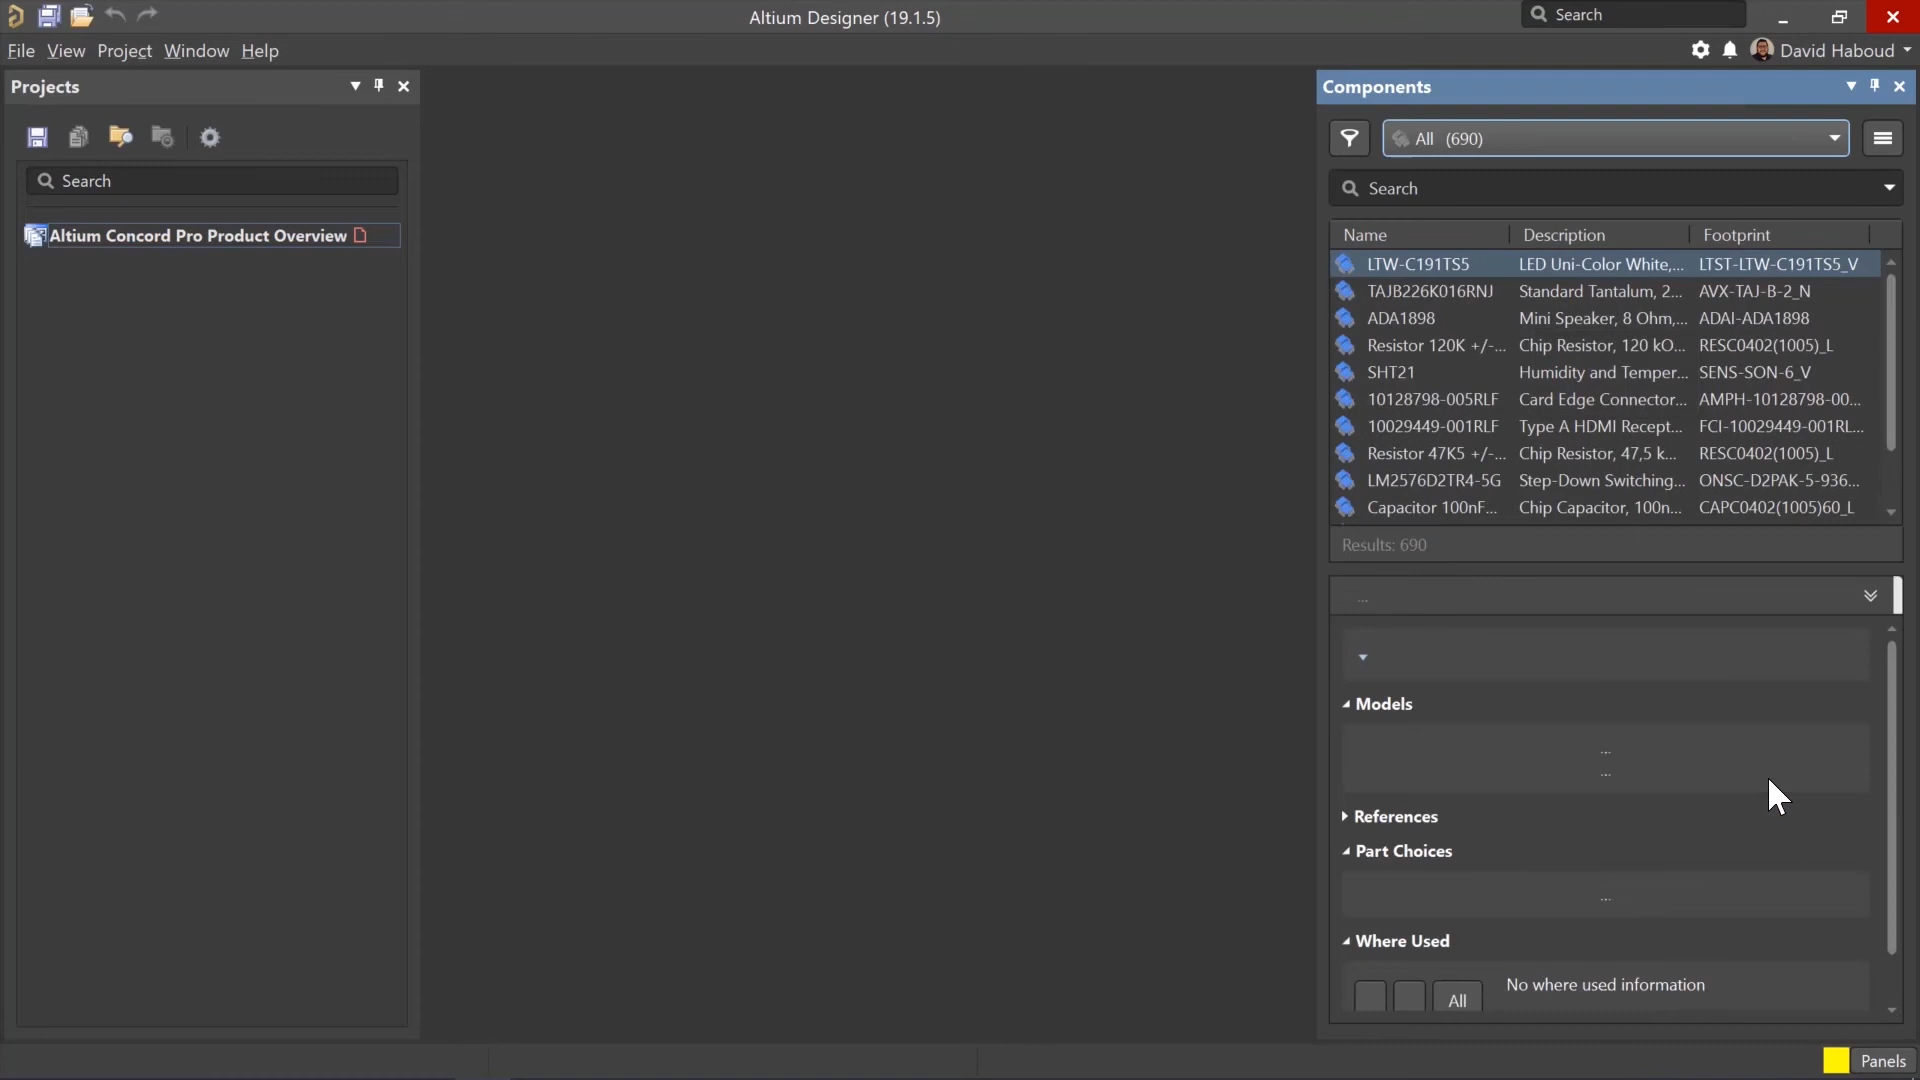 Altium Designer (19.1.5)
Search
File View Project Window Help
David Haboud
Projects
Search
Altium Concord Pro Product Overview
Components
All (690)
Search
Name Description Footprint
LTW-C191TS5 LED Uni-Color White,... LTST-LTW-C191TS5_V
TAJB226K016RNJ Standard Tantalum, 2... AVX-TAJ-B-2_N
ADA1898 Mini Speaker, 8 Ohm,... ADAI-ADA1898
Resistor 120K +/-... Chip Resistor, 120 kO... RESC0402(1005)_L
SHT21 Humidity and Temper... SENS-SON-6_V
10128798-005RLF Card Edge Connector... AMPH-10128798-00...
10029449-001RLF Type A HDMI Recept... FCI-10029449-001RL...
Resistor 47K5 +/-... Chip Resistor, 47,5 k... RESC0402(1005)_L
LM2576D2TR4-5G Step-Down Switching... ONSC-D2PAK-5-936...
Capacitor 100nF... Chip Capacitor, 100n... CAPC0402(1005)60_L
Results: 690
...
Models
...
...
References
Part Choices
...
Where Used
All No where used information
Panels